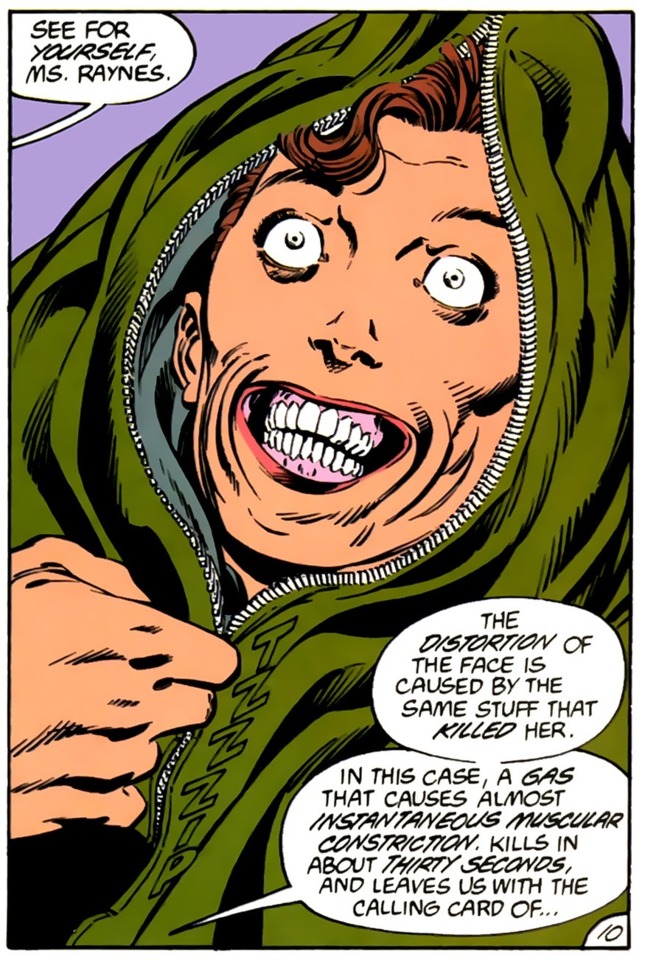 SEE FOR
YOURSELF,
MS. RAYNES.
TZZZZIP
THE
DISTORTION OF
THE FACE IS
CAUSED BY THE
SAME STUFF THAT
KILLED HER.
IN THIS CASE, A GAS
THAT CAUSES ALMOST
INSTANTANEOUS MUSCULAR
CONSTRICTION. KILLS IN
ABOUT THIRTY SECONDS,
AND LEAVES US WITH THE
CALLING CARD OF...
10